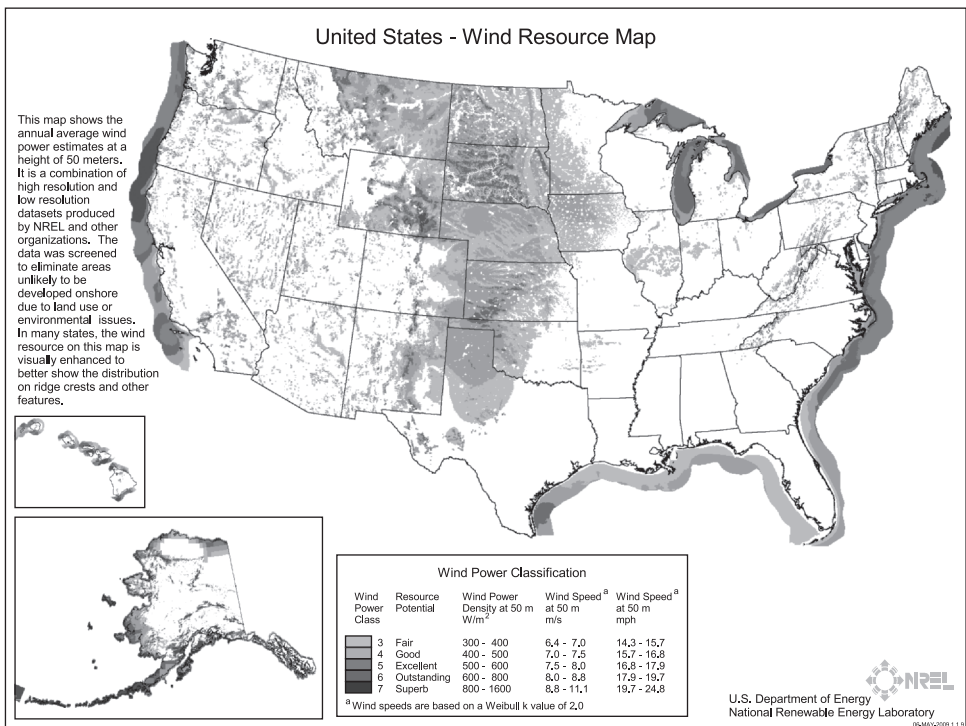 United States - Wind Resource Map
This map shows the
annual average wind
power estimates at a
height of 50 meters.
It is a combination of
high resolution and
low resolution
datasets produced
by NREL and other
organizations. The
data was screened
to eliminate areas
unlikely to be
developed onshore
due to land use or
environmental issues.
In many states, the wind
resource on this map is
visually enhanced to
better show the distribution
on ridge crests and other
features.
Wind Power Classification
Wind Resource Wind Power Wind Speed a Wind Speed a
Power Potential Density at 50 m at 50 m at 50 m
Class W/m2 m/s mph
3 Fair 300 - 400 6.4 - 7.0 14.3 - 15.7
4 Good 400 - 500 7.0 - 7.5 15.7 - 16.8
5 Excellent 500 - 600 7.5 - 8.0 16.8 - 17.9
6 Outstanding 600 - 800 8.0 - 8.8 17.9 - 19.7
7 Superb 800 - 1600 8.8 - 11.1 19.7 - 24.8
a Wind speeds are based on a Weibull k value of 2.0
NREL
U.S. Department of Energy
National Renewable Energy Laboratory